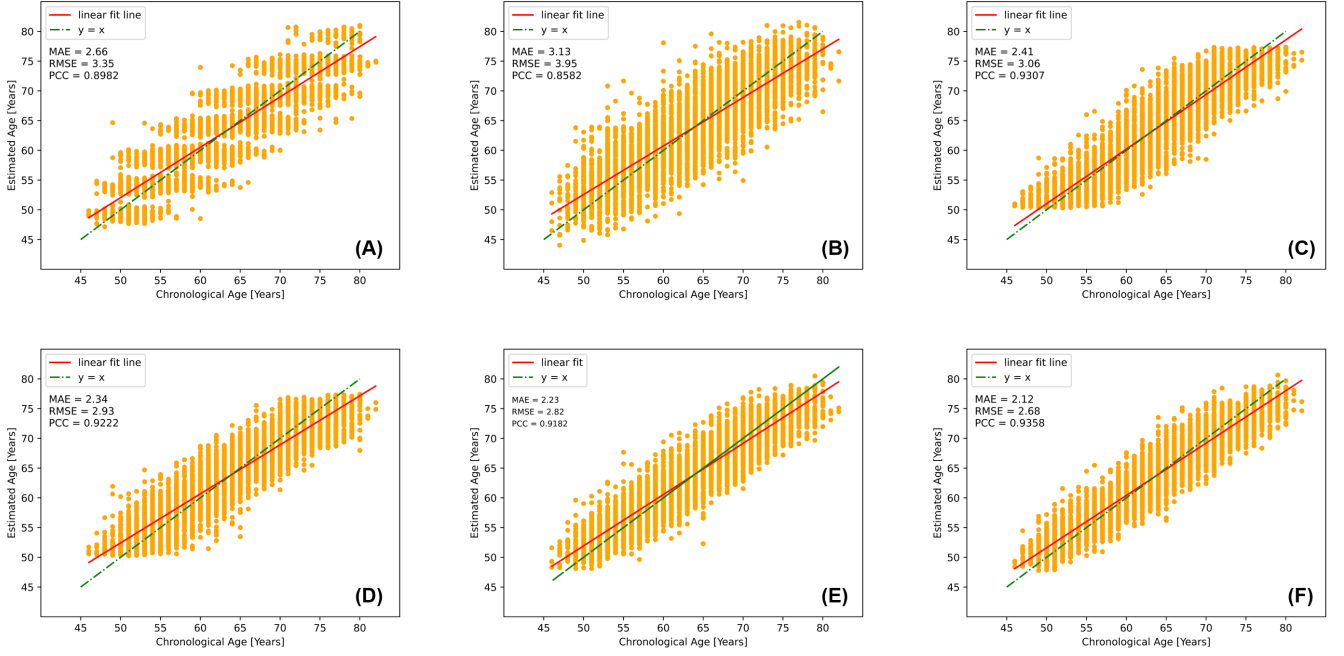 linear fit line
y = x
MAE = 2.66
RMSE = 3.35
PCC = 0.8982
80
75
70
65
60
55
50
45
Estimated Age [Years]
(A)
45 50 55 60 65 70 75 80
Chronological Age [Years]
linear fit line
y = x
MAE = 3.13
RMSE = 3.95
PCC = 0.8582
80
75
70
65
60
55
50
45
Estimated Age [Years]
(B)
45 50 55 60 65 70 75 80
Chronological Age [Years]
linear fit line
y = x
MAE = 2.41
RMSE = 3.06
PCC = 0.9307
80
75
70
65
60
55
50
45
Estimated Age [Years]
(C)
45 50 55 60 65 70 75 80
Chronological Age [Years]
linear fit line
y = x
MAE = 2.34
RMSE = 2.93
PCC = 0.9222
80
75
70
65
60
55
50
45
Estimated Age [Years]
(D)
45 50 55 60 65 70 75 80
Chronological Age [Years]
linear fit
y = x
MAE = 2.23
RMSE = 2.82
PCC = 0.9182
80
75
70
65
60
55
50
45
Estimated Age [Years]
(E)
45 50 55 60 65 70 75 80
Chronological Age [Years]
linear fit line
y = x
MAE = 2.12
RMSE = 2.68
PCC = 0.9358
80
75
70
65
60
55
50
45
Estimated Age [Years]
(F)
45 50 55 60 65 70 75 80
Chronological Age [Years]